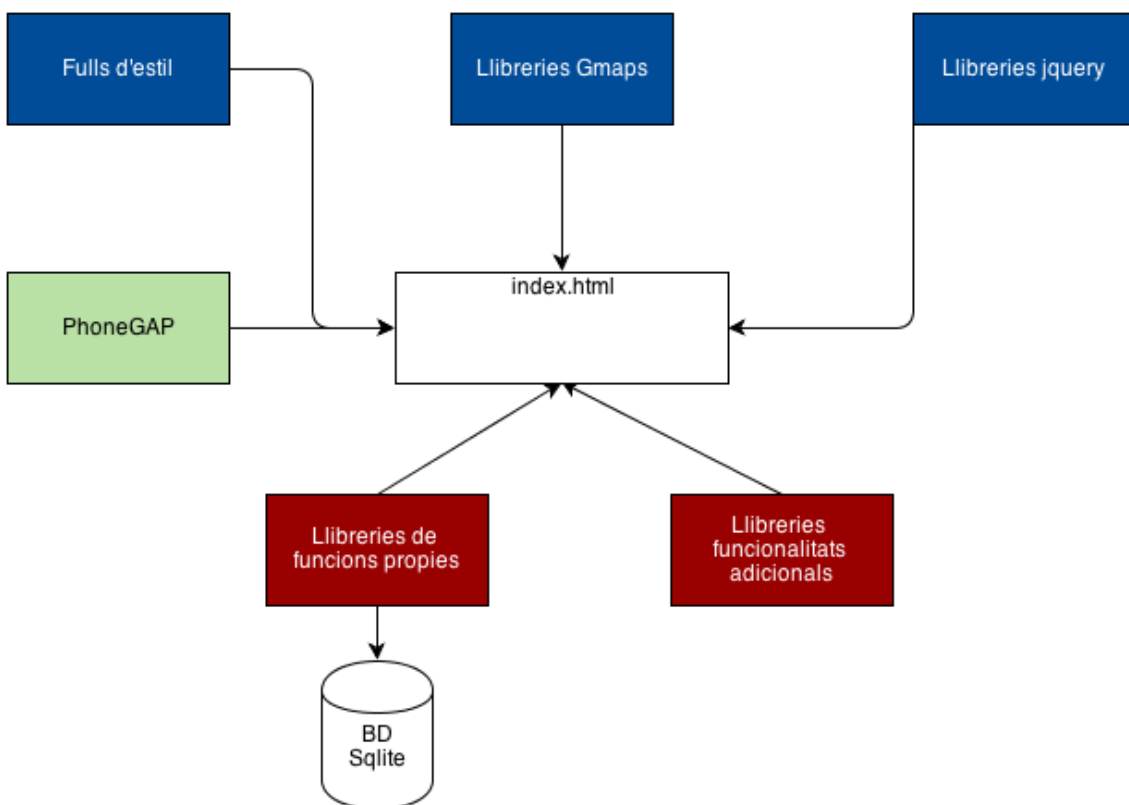 Fulls d'estil
Llibreries Gmaps
Llibreries jquery
PhoneGAP
index.html
Llibreries de
funcions propies
Llibreries
funcionalitats
adicionals
BD
Sqlite